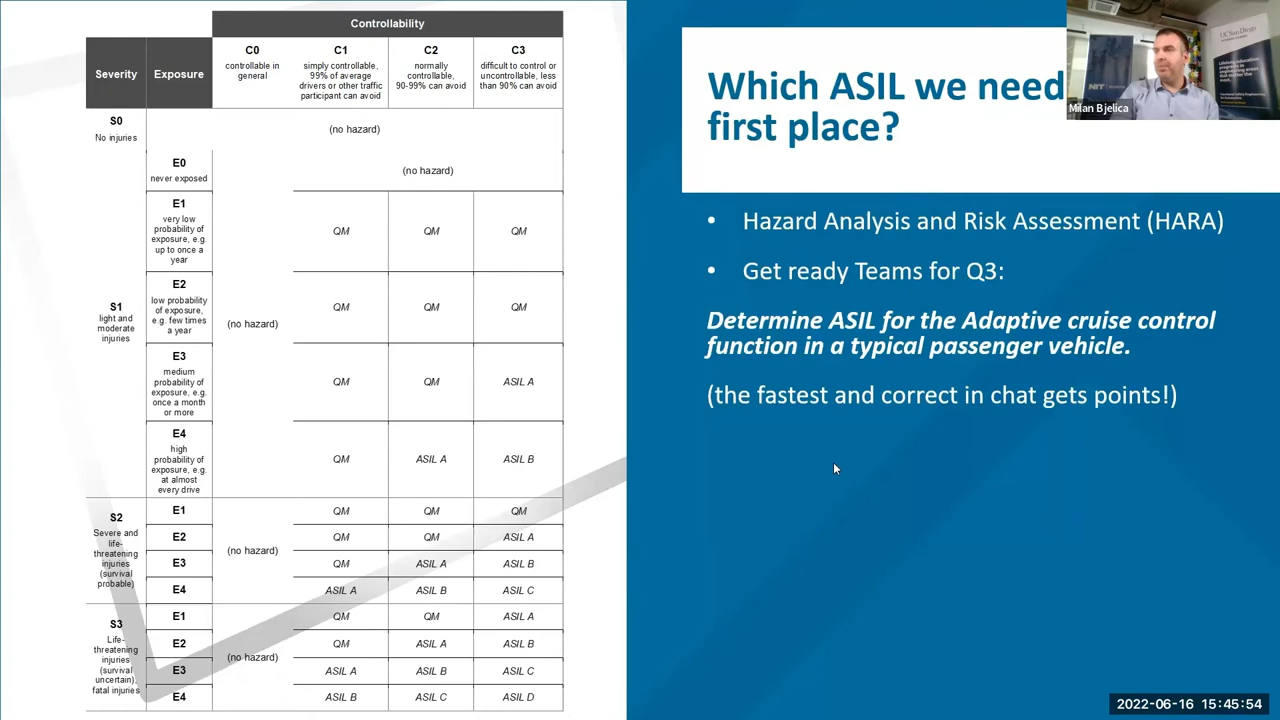 Controllability
Severity
Exposure
C0
controllable in
general
C1
simply controllable,
99% of average
drivers or other traffic
participant can avoid
C2
normally
controllable,
90-99% can avoid
C3
difficult to control or
uncontrollable, less
than 90% can avoid
S0
No injuries
(no hazard)
E0
never exposed
(no hazard)
E1
very low
probability of
exposure, e.g.
up to once a
year
QM QM QM
E2
low probability
of exposure,
e.g. few times
a year
QM QM QM
S1
light and
moderate
injuries
(no hazard)
E3
medium
probability of
exposure, e.g.
once a month
or more
QM QM ASIL A
E4
high
probability of
exposure, e.g.
at almost
every drive
QM ASIL A ASIL B
S2
Severe and
life-
threatening
injuries
(survival
probable)
(no hazard)
E1 QM QM QM
E2 QM QM ASIL A
E3 QM ASIL A ASIL B
E4 ASIL A ASIL B ASIL C
S3
Life-
threatening
injuries
(survival
uncertain),
fatal injuries
(no hazard)
E1 QM QM ASIL A
E2 QM ASIL A ASIL B
E3 ASIL A ASIL B ASIL C
E4 ASIL B ASIL C ASIL D
Which ASIL we need
first place?
• Hazard Analysis and Risk Assessment (HARA)
• Get ready Teams for Q3:
Determine ASIL for the Adaptive cruise control
function in a typical passenger vehicle.
(the fastest and correct in chat gets points!)
UC San Diego
NIT
Milan Bjelica
2022-06-16 15:45:54